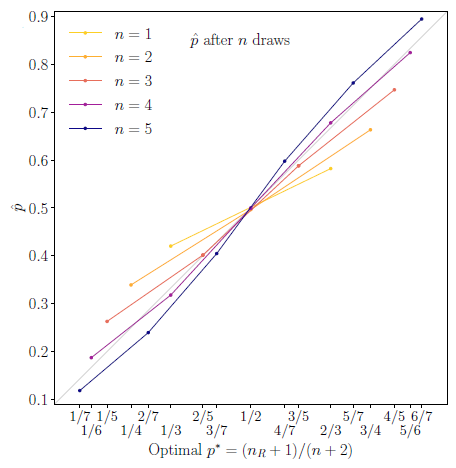 p̂ after n draws
n = 1
n = 2
n = 3
n = 4
n = 5
p̂
0.9
0.8
0.7
0.6
0.5
0.4
0.3
0.2
0.1
1/7 1/5 2/7 2/5 1/2 3/5 5/7 4/5 6/7
1/6 1/4 1/3 3/7 4/7 2/3 3/4 5/6
Optimal p* = (n_R + 1)/(n + 2)